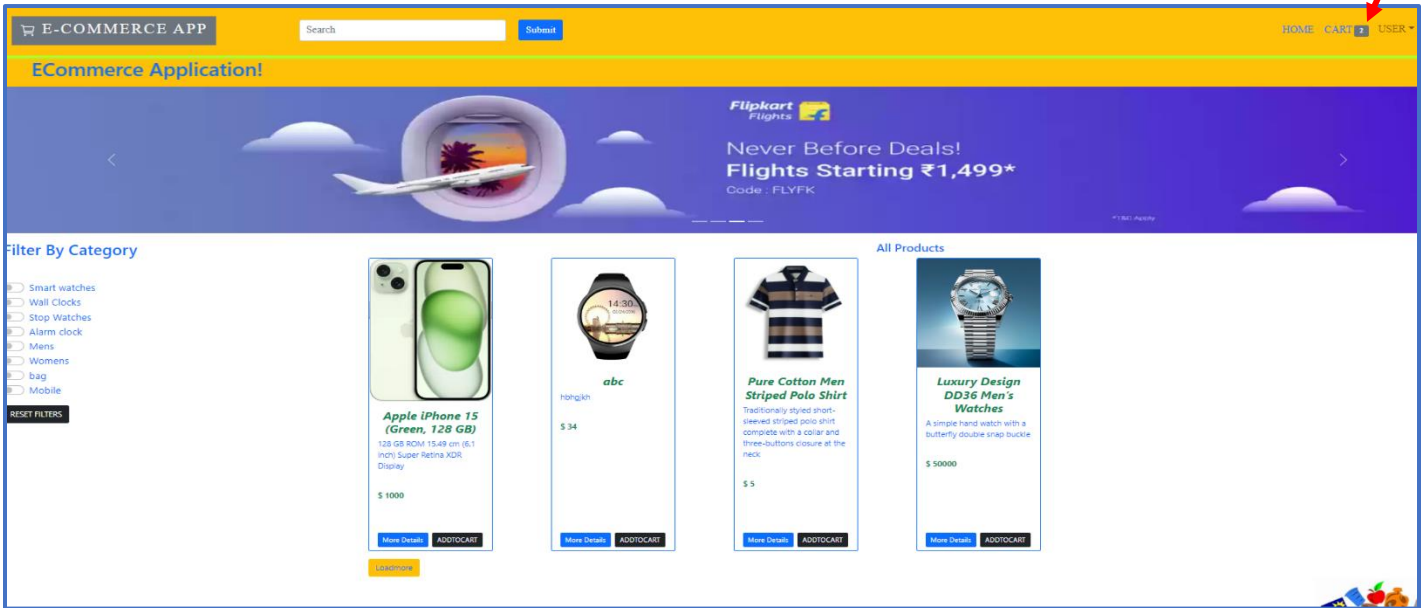 E-COMMERCE APP
Search
Submit
HOME CART 2 USER
ECommerce Application!
Flipkart
Flights
Never Before Deals!
Flights Starting ₹1,499*
Code : FLYFK
*T&C Apply
Filter By Category
Smart watches
Wall Clocks
Stop Watches
Alarm clock
Mens
Womens
bag
Mobile
RESET FILTERS
All Products
Apple iPhone 15
(Green, 128 GB)
128 GB ROM 15.49 cm (6.1
inch) Super Retina XDR
Display
$ 1000
More Details ADDTOCART
14:30
abc
hbhgjkh
$ 34
More Details ADDTOCART
Pure Cotton Men
Striped Polo Shirt
Traditionally styled short-
sleeved striped polo shirt
complete with a collar and
three-buttons closure at the
neck
$ 5
More Details ADDTOCART
Luxury Design
DD36 Men's
Watches
A simple hand watch with a
butterfly double snap buckle
$ 50000
More Details ADDTOCART
Loadmore